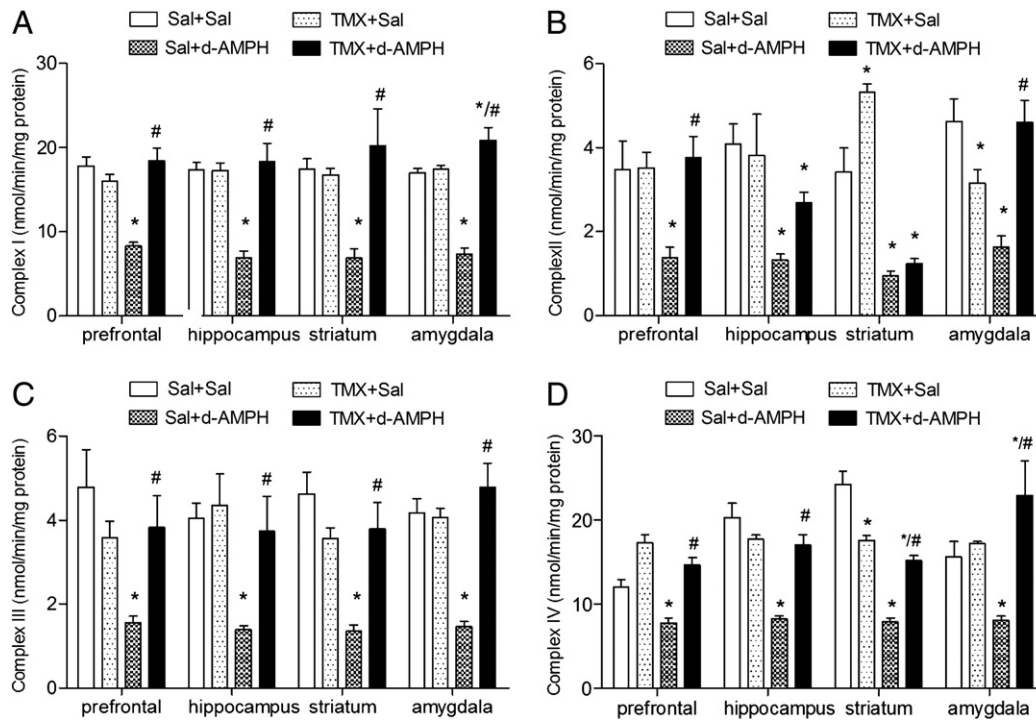 A
Sal+Sal
TMX+Sal
Sal+d-AMPH
TMX+d-AMPH
Complex I (nmol/min/mg protein)
30
20
10
0
#
#
#
*/#
*
*
*
*
prefrontal hippocampus striatum amygdala
B
Sal+Sal
TMX+Sal
Sal+d-AMPH
TMX+d-AMPH
ComplexII (nmol/min/mg protein)
6
4
2
0
*
#
#
*
*
*
*
*
*
*
prefrontal hippocampus striatum amygdala
C
Sal+Sal
TMX+Sal
Sal+d-AMPH
TMX+d-AMPH
Complex III (nmol/min/mg protein)
6
4
2
0
#
#
#
#
*
*
*
*
prefrontal hippocampus striatum amygdala
D
Sal+Sal
TMX+Sal
Sal+d-AMPH
TMX+d-AMPH
Complex IV (nmol/min/mg protein)
30
20
10
0
*/#
#
#
*
*/#
*
*
*
*
prefrontal hippocampus striatum amygdala